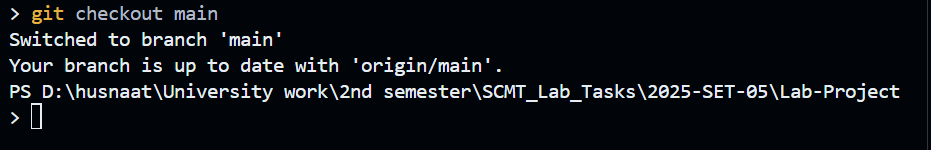 > git checkout main
Switched to branch 'main'
Your branch is up to date with 'origin/main'.
PS D:\husnaat\University work\2nd semester\SCMT_Lab_Tasks\2025-SET-05\Lab-Project
>